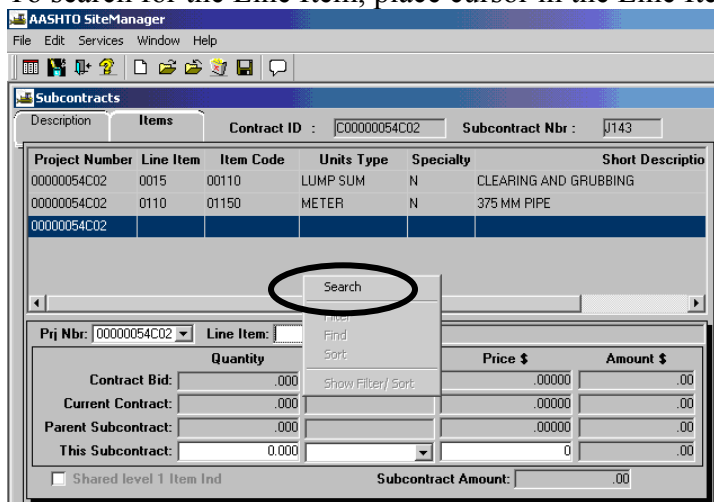 To search for the Line Item, place cursor in the Line Ite
AASHTO SiteManager
File Edit Services Window Help
Subcontracts
Description Items Contract ID : C00000054C02 Subcontract Nbr : J143
Project Number Line Item Item Code Units Type Specialty Short Descriptio
00000054C02 0015 00110 LUMP SUM N CLEARING AND GRUBBING
00000054C02 0110 01150 METER N 375 MM PIPE
00000054C02
Search
Filter
Prj Nbr: 00000054C02 Line Item: Find
Sort
Quantity Price $ Amount $
Contract Bid: .000 Show Filter/ Sort .00000 .00
Current Contract: .000 .00000 .00
Parent Subcontract: .000 .00000 .00
This Subcontract: 0.000 0 .00
Shared level 1 Item Ind Subcontract Amount: .00